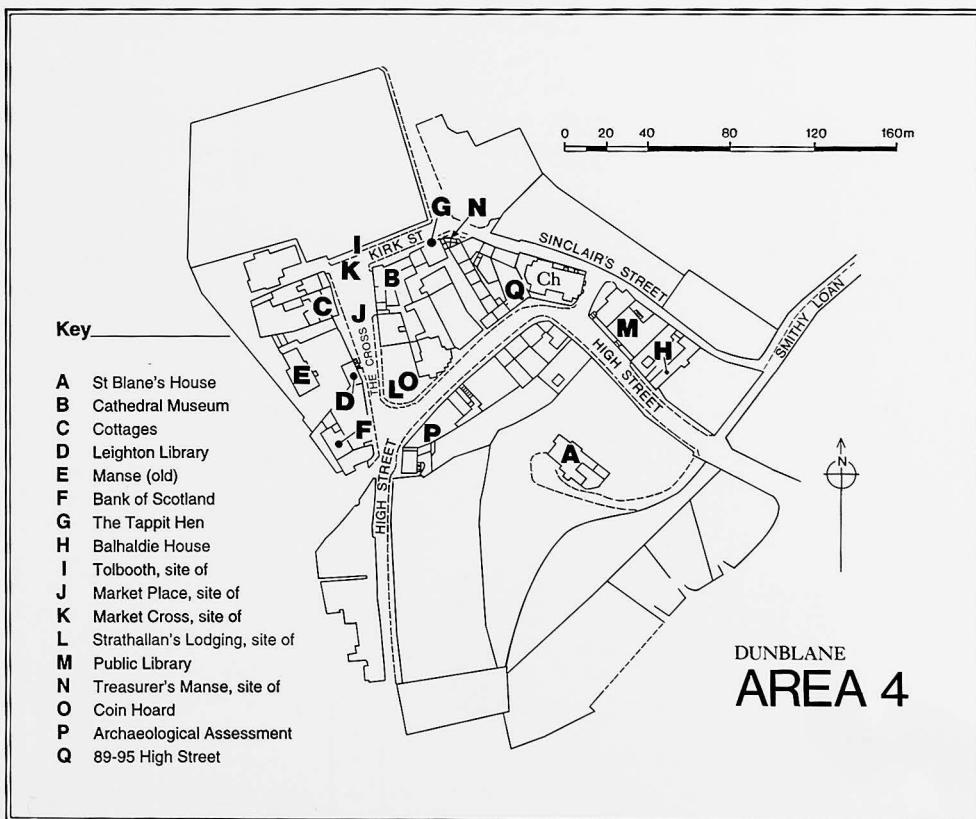 0 20 40 80 120 160m
G
N
I
KIRK ST
K
B
SINCLAIR'S STREET
Ch
Q
C
J
SMITHY LOAN
M
THE CROSS
H
E
HIGH STREET
D
L
O
F
P
A
HIGH STREET
N
Key
A St Blane's House
B Cathedral Museum
C Cottages
D Leighton Library
E Manse (old)
F Bank of Scotland
G The Tappit Hen
H Balhaldie House
I Tolbooth, site of
J Market Place, site of
K Market Cross, site of
L Strathallan's Lodging, site of
M Public Library
N Treasurer's Manse, site of
O Coin Hoard
P Archaeological Assessment
Q 89-95 High Street
DUNBLANE
AREA 4